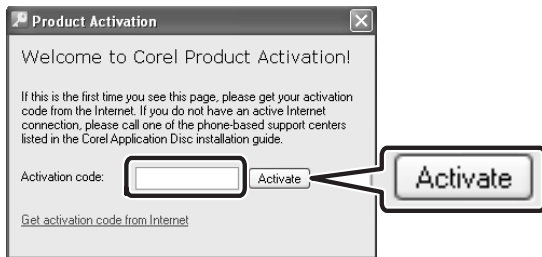 Product Activation
Welcome to Corel Product Activation!
If this is the first time you see this page, please get your activation
code from the Internet. If you do not have an active Internet
connection, please call one of the phone-based support centers
listed in the Corel Application Disc installation guide.
Activation code:
Activate
Activate
Get activation code from Internet